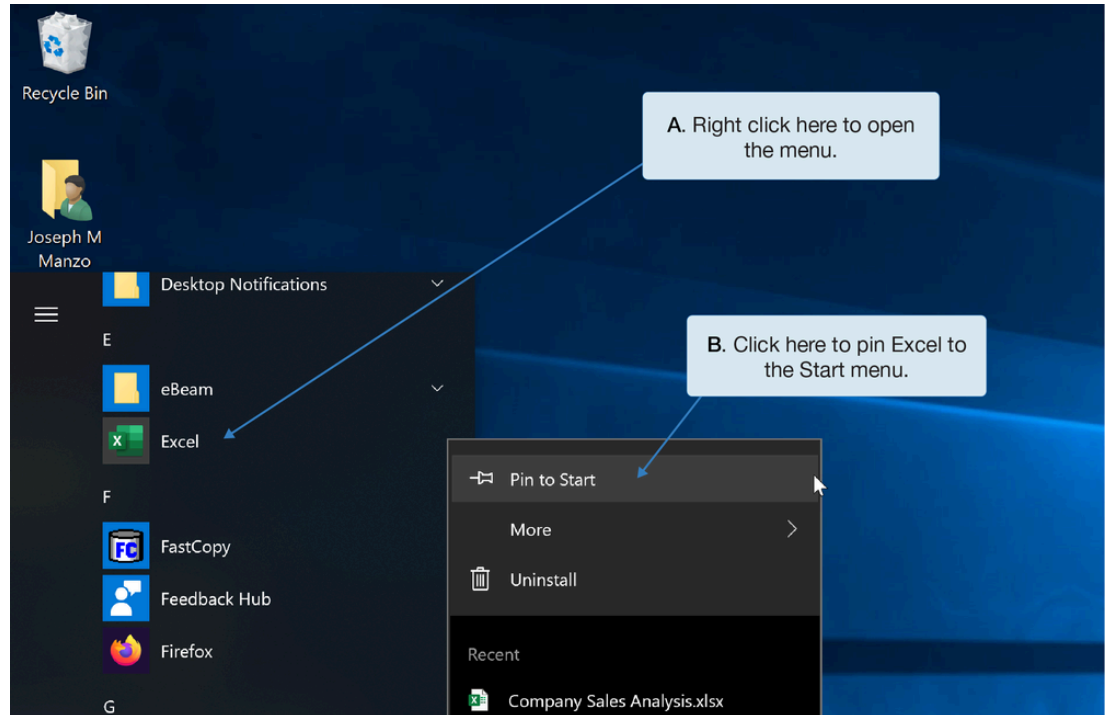 Recycle Bin
A. Right click here to open
the menu.
Joseph M
Manzo
Desktop Notifications
E
B. Click here to pin Excel to
the Start menu.
eBeam
Excel
Pin to Start
F
More
FC
FastCopy
Uninstall
Feedback Hub
Firefox
Recent
G
Company Sales Analysis.xlsx